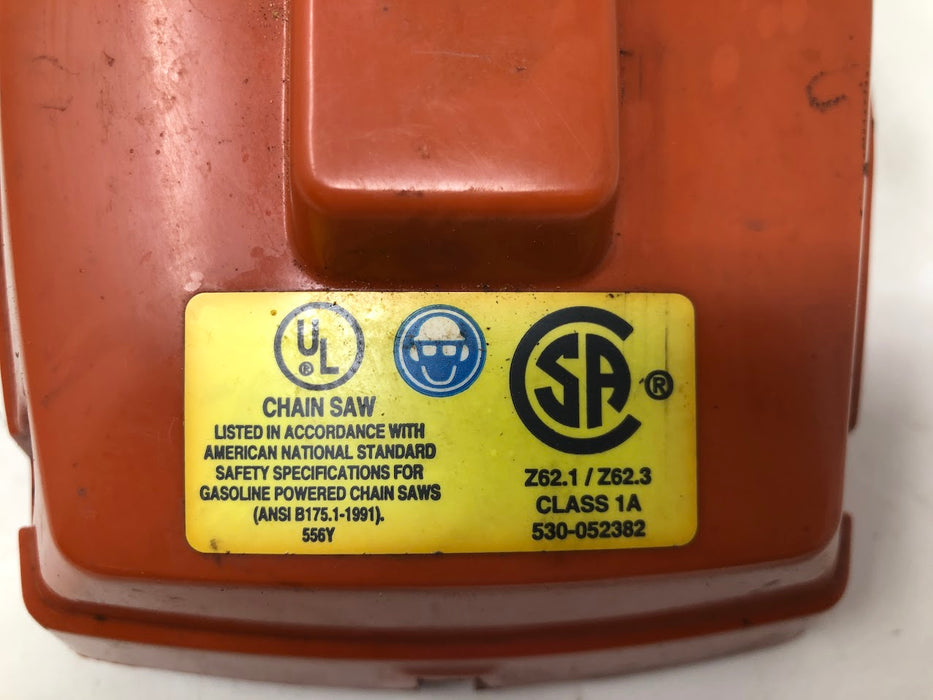 UL®
CHAIN SAW
LISTED IN ACCORDANCE WITH
AMERICAN NATIONAL STANDARD
SAFETY SPECIFICATIONS FOR
GASOLINE POWERED CHAIN SAWS
(ANSI B175.1-1991).
556Y
CSA®
Z62.1 / Z62.3
CLASS 1A
530-052382